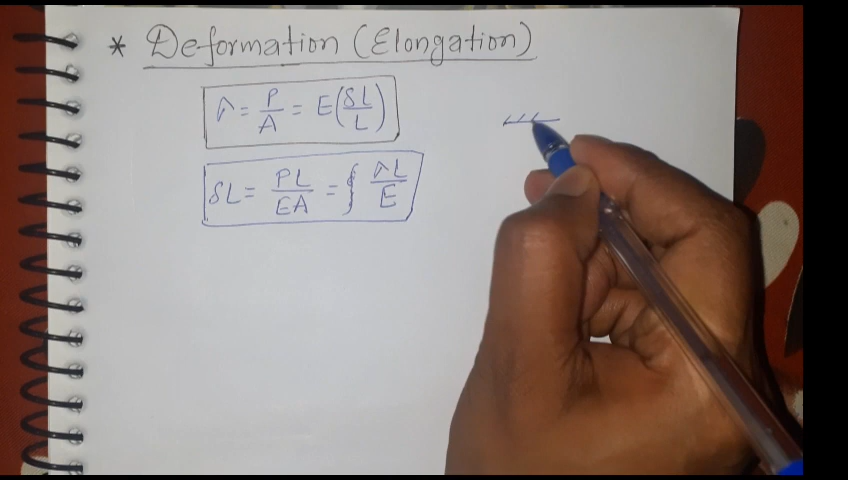 * Deformation (Elongation)
σ = P/A = E(δL/L)
δL = PL/EA = { σL/E